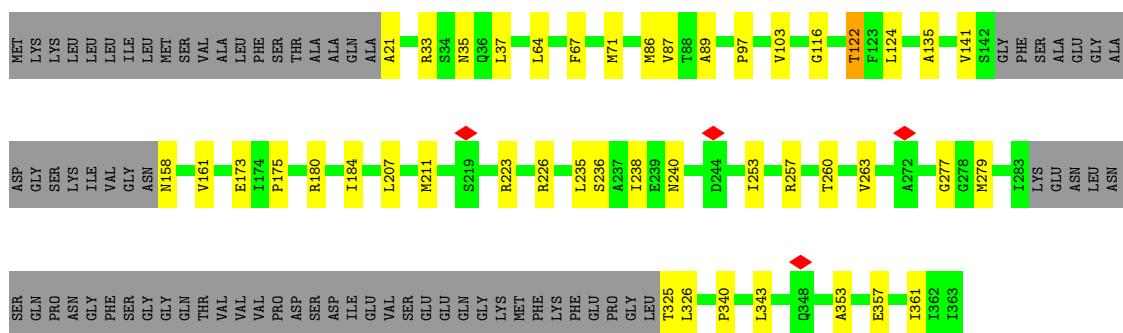 MET LYS LYS LEU LEU LEU ILE LEU MET SER VAL ALA LEU PHE SER THR ALA ALA GLN ALA A21 R33 S34 N35 Q36 L37 L64 F67 M71 M86 V87 T88 A89 P97 V103 G116 T122 F123 L124 A135 V141 S142 GLY PHE SER ALA GLU GLY ALA
ASP GLY SER LYS ILE VAL GLY ASN N158 V161 E173 I174 P175 R180 I184 L207 M211 S219 R223 R226 L235 S236 A237 I238 E239 N240 D244 I253 R257 T260 V263 A272 G277 G278 M279 I283 LYS GLU ASN LEU ASN
SER GLN PRO ASN GLY PHE SER GLY GLY GLN THR VAL VAL VAL PRO ASP SER ASP ILE GLU VAL SER GLU GLU GLN GLY LYS MET PHE LYS PHE GLU PRO GLY LEU T325 L326 P340 L343 Q348 A353 E357 I361 I362 I363